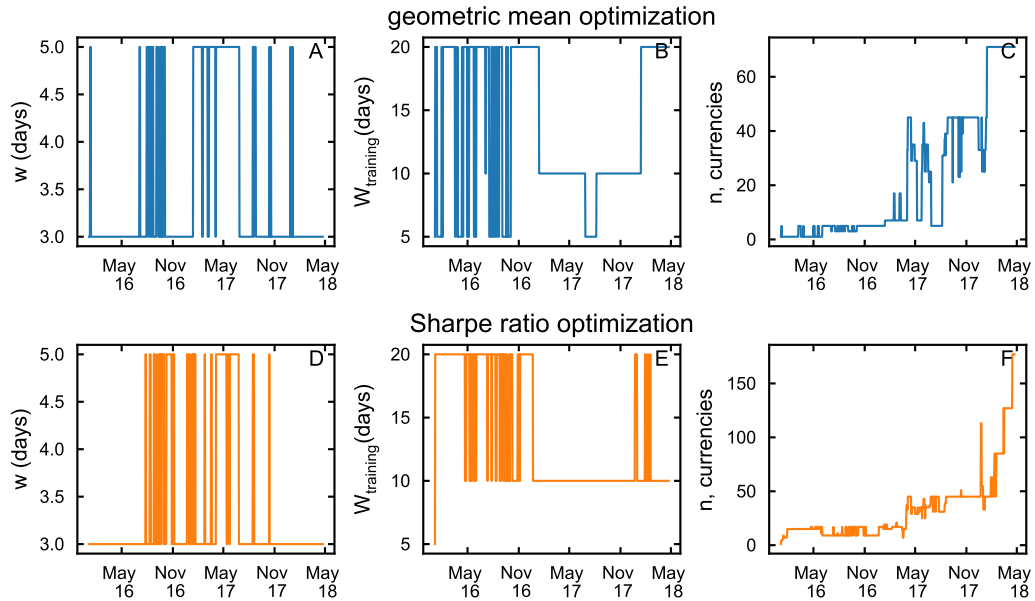 geometric mean optimization
A
w (days)
5.0
4.5
4.0
3.5
3.0
May 16
Nov 16
May 17
Nov 17
May 18
B
W_training(days)
20
15
10
5
May 16
Nov 16
May 17
Nov 17
May 18
C
n, currencies
60
40
20
0
May 16
Nov 16
May 17
Nov 17
May 18
Sharpe ratio optimization
D
w (days)
5.0
4.5
4.0
3.5
3.0
May 16
Nov 16
May 17
Nov 17
May 18
E
W_training(days)
20
15
10
5
May 16
Nov 16
May 17
Nov 17
May 18
F
n, currencies
150
100
50
0
May 16
Nov 16
May 17
Nov 17
May 18